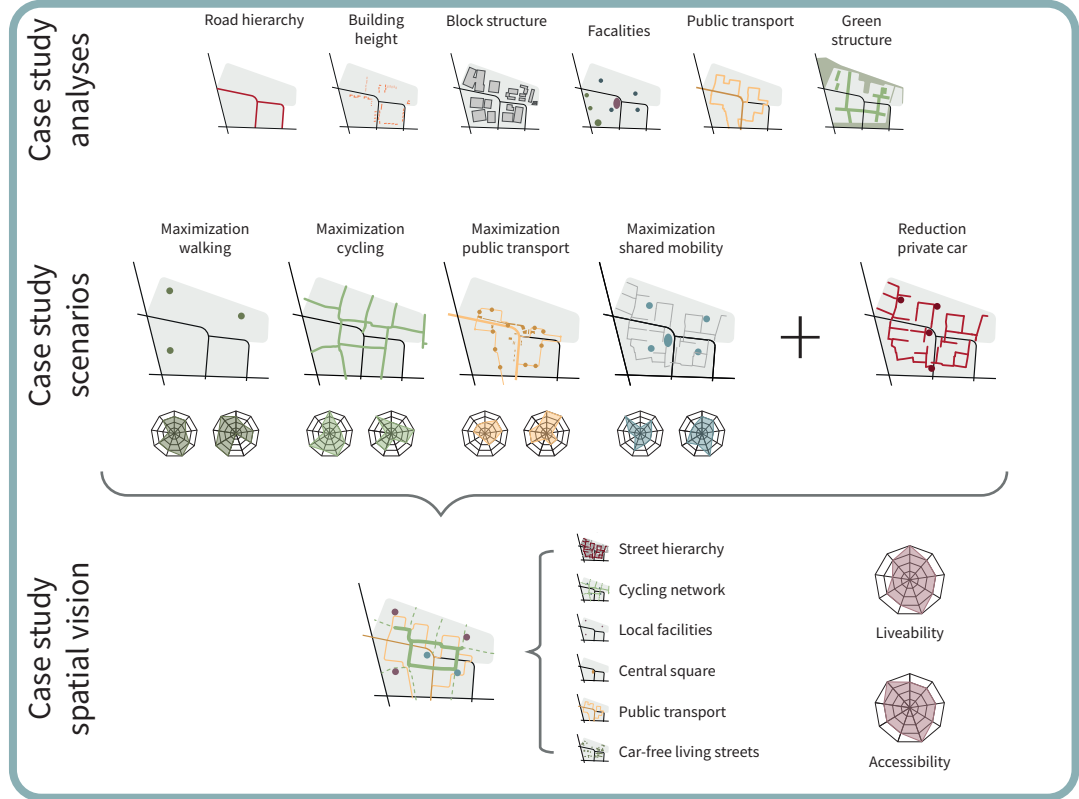 Case study
analyses
Road hierarchy
Building
height
Block structure
Facalities
Public transport
Green
structure
Case study
scenarios
Maximization
walking
Maximization
cycling
Maximization
public transport
Maximization
shared mobility
+
Reduction
private car
Case study
spatial vision
Street hierarchy
Cycling network
Local facilities
Central square
Public transport
Car-free living streets
Liveability
Accessibility